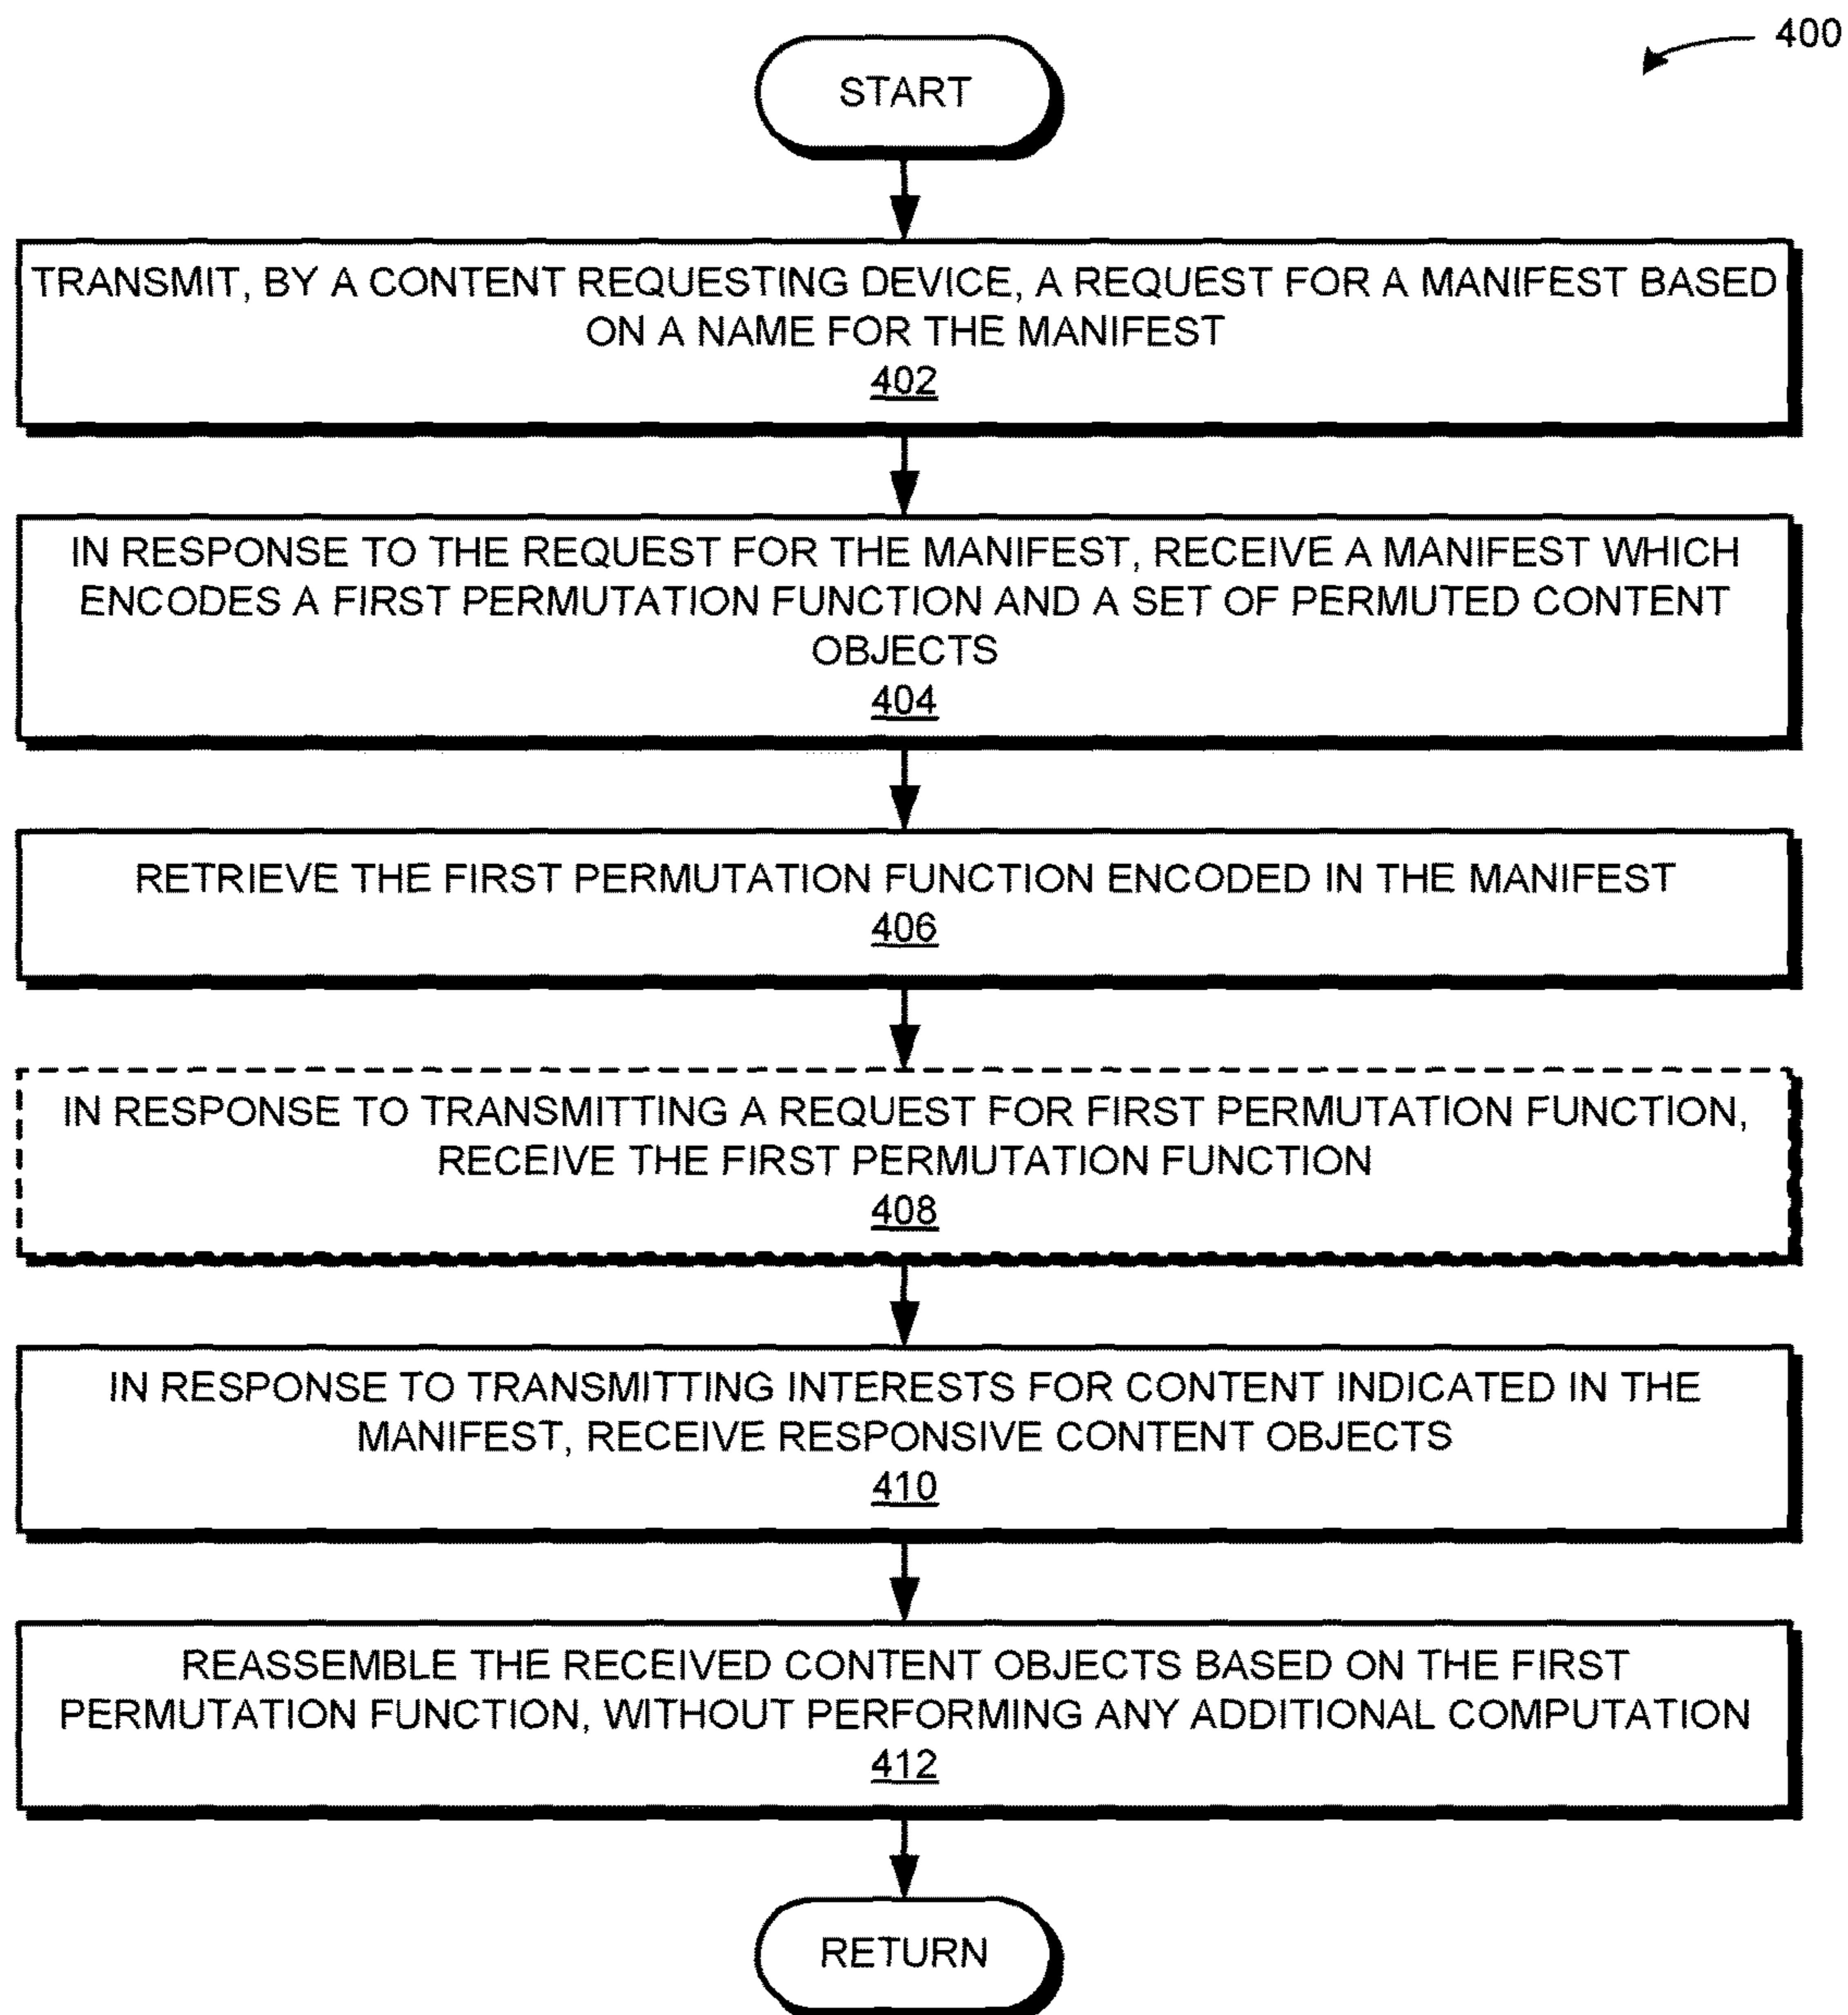 400
START
TRANSMIT, BY A CONTENT REQUESTING DEVICE, A REQUEST FOR A MANIFEST BASED
ON A NAME FOR THE MANIFEST
402
IN RESPONSE TO THE REQUEST FOR THE MANIFEST, RECEIVE A MANIFEST WHICH
ENCODES A FIRST PERMUTATION FUNCTION AND A SET OF PERMUTED CONTENT
OBJECTS
404
RETRIEVE THE FIRST PERMUTATION FUNCTION ENCODED IN THE MANIFEST
406
IN RESPONSE TO TRANSMITTING A REQUEST FOR FIRST PERMUTATION FUNCTION,
RECEIVE THE FIRST PERMUTATION FUNCTION
408
IN RESPONSE TO TRANSMITTING INTERESTS FOR CONTENT INDICATED IN THE
MANIFEST, RECEIVE RESPONSIVE CONTENT OBJECTS
410
REASSEMBLE THE RECEIVED CONTENT OBJECTS BASED ON THE FIRST
PERMUTATION FUNCTION, WITHOUT PERFORMING ANY ADDITIONAL COMPUTATION
412
RETURN